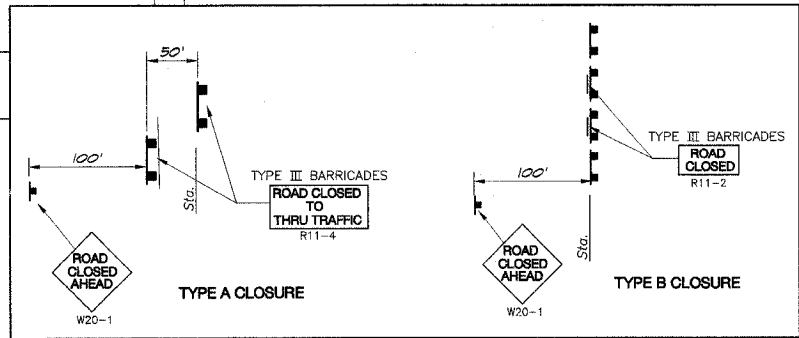 50'
100'
Sta.
TYPE III BARRICADES
ROAD CLOSED
TO
THRU TRAFFIC
R11-4
ROAD
CLOSED
AHEAD
W20-1
TYPE A CLOSURE
100'
Sta.
TYPE III BARRICADES
ROAD
CLOSED
R11-2
ROAD
CLOSED
AHEAD
W20-1
TYPE B CLOSURE